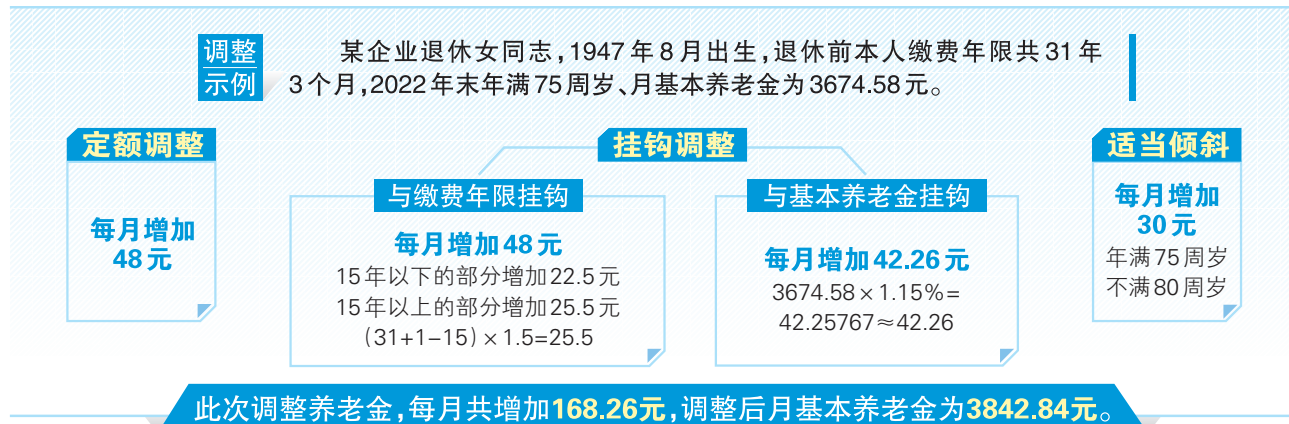 调整
示例
某企业退休女同志,1947年8月出生,退休前本人缴费年限共31年
3个月,2022年末年满75周岁、月基本养老金为3674.58元。
定额调整
每月增加
48元
挂钩调整
与缴费年限挂钩
每月增加48元
15年以下的部分增加22.5元
15年以上的部分增加25.5元
(31+1-15)×1.5=25.5
与基本养老金挂钩
每月增加42.26元
3674.58×1.15%=
42.25767≈42.26
适当倾斜
每月增加
30元
年满75周岁
不满80周岁
此次调整养老金,每月共增加168.26元,调整后月基本养老金为3842.84元。